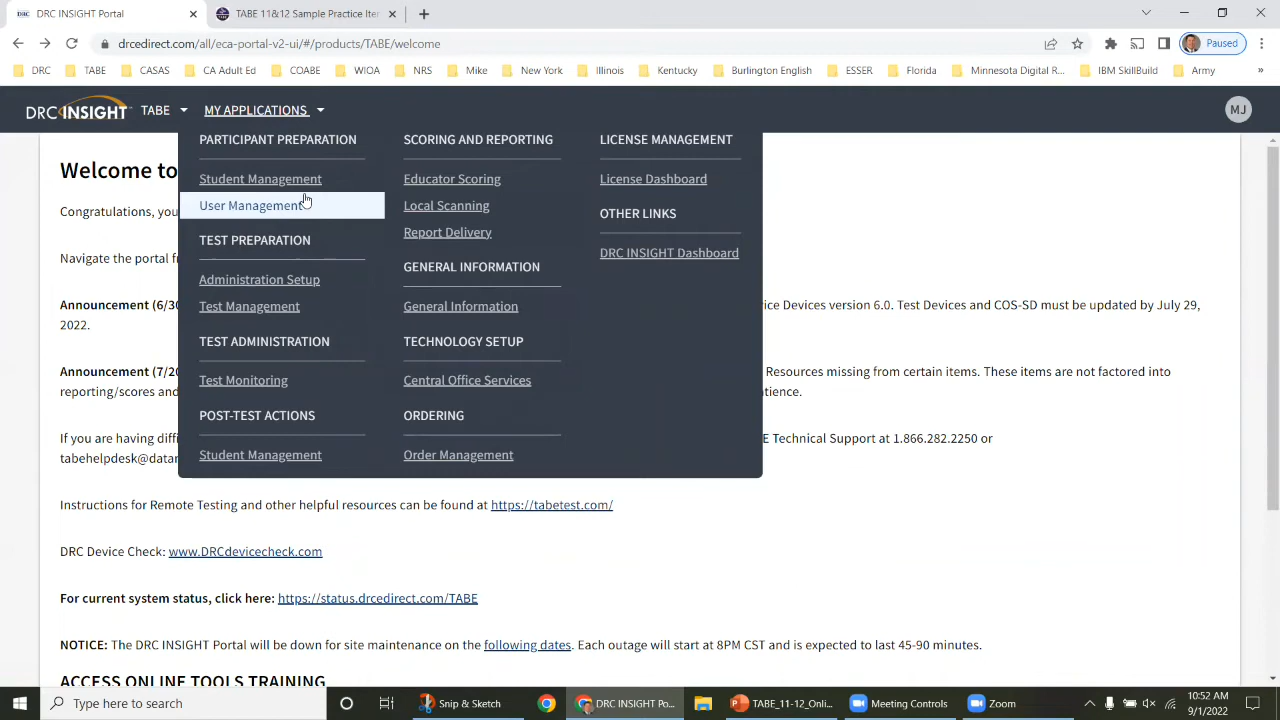 DRC INSIGHT Portal
TABE 11&12 Sample Practice Iter
drcedirect.com/all/eca-portal-v2-ui/#/products/TABE/welcome
Paused
DRC
TABE
CASAS
CA Adult Ed
COABE
WIOA
NRS
Mike
New York
Illinois
Kentucky
Burlington English
ESSER
Florida
Minnesota Digital R...
IBM SkillBuild
Army
»
DRC INSIGHT TABE MY APPLICATIONS MJ
PARTICIPANT PREPARATION
Student Management
User Management
TEST PREPARATION
Administration Setup
Test Management
TEST ADMINISTRATION
Test Monitoring
POST-TEST ACTIONS
Student Management
SCORING AND REPORTING
Educator Scoring
Local Scanning
Report Delivery
GENERAL INFORMATION
General Information
TECHNOLOGY SETUP
Central Office Services
ORDERING
Order Management
LICENSE MANAGEMENT
License Dashboard
OTHER LINKS
DRC INSIGHT Dashboard
Welcome to
Congratulations, you
Navigate the portal fr
Announcement (6/30 ice Devices version 6.0. Test Devices and COS-SD must be updated by July 29,
2022.
Announcement (7/20 Resources missing from certain items. These items are not factored into
reporting/scores and tience.
If you are having diffi E Technical Support at 1.866.282.2250 or
tabehelpdesk@datar
Instructions for Remote Testing and other helpful resources can be found at https://tabetest.com/
DRC Device Check: www.DRCdevicecheck.com
For current system status, click here: https://status.drcedirect.com/TABE
NOTICE: The DRC INSIGHT Portal will be down for site maintenance on the following dates. Each outage will start at 8PM CST and is expected to last 45-90 minutes.
ACCESS ONLINE TOOLS TRAINING
Type here to search
Snip & Sketch
DRC INSIGHT Po...
TABE_11-12_Onli...
Meeting Controls
Zoom
10:52 AM
9/1/2022